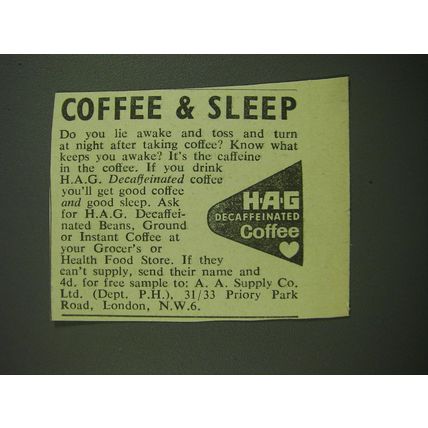 COFFEE & SLEEP
Do you lie awake and toss and turn
at night after taking coffee? Know what
keeps you awake? It's the caffeine
in the coffee. If you drink
H.A.G. Decaffeinated coffee
you'll get good coffee
and good sleep. Ask
for H.A.G. Decaffei-
nated Beans, Ground
or Instant Coffee at
your Grocer's or
Health Food Store. If they
can't supply, send their name and
4d. for free sample to: A. A. Supply Co.
Ltd. (Dept. P.H.), 31/33 Priory Park
Road, London, N.W.6.
H·A·G
DECAFFEINATED
Coffee